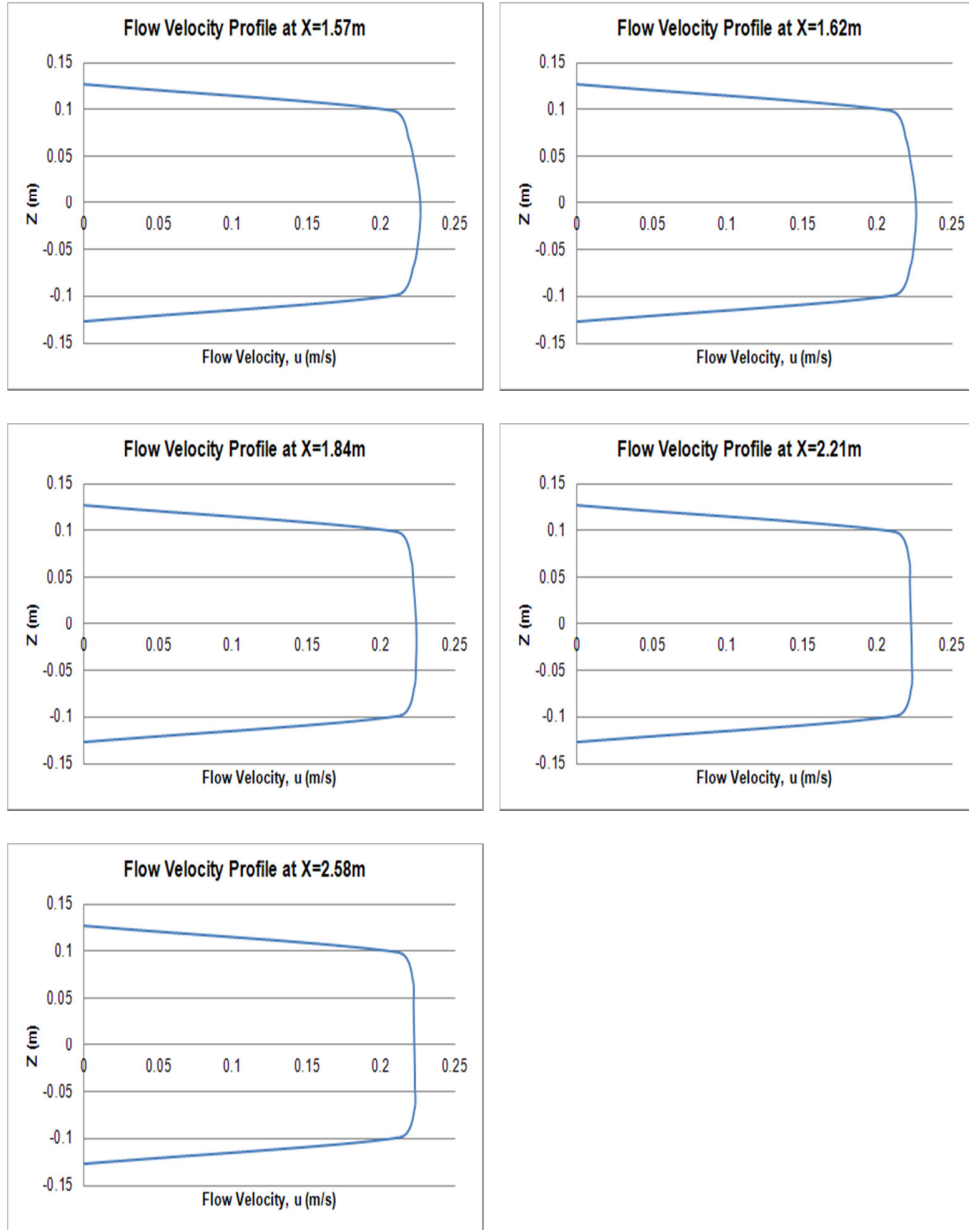 Flow Velocity Profile at X=1.57m
0.15
0.1
0.05
0
-0.05
-0.1
-0.15
0 0.05 0.1 0.15 0.2 0.25
Z (m)
Flow Velocity, u (m/s)
Flow Velocity Profile at X=1.62m
0.15
0.1
0.05
0
-0.05
-0.1
-0.15
0 0.05 0.1 0.15 0.2 0.25
Z (m)
Flow Velocity, u (m/s)
Flow Velocity Profile at X=1.84m
0.15
0.1
0.05
0
-0.05
-0.1
-0.15
0 0.05 0.1 0.15 0.2 0.25
Z (m)
Flow Velocity, u (m/s)
Flow Velocity Profile at X=2.21m
0.15
0.1
0.05
0
-0.05
-0.1
-0.15
0 0.05 0.1 0.15 0.2 0.25
Z (m)
Flow Velocity, u (m/s)
Flow Velocity Profile at X=2.58m
0.15
0.1
0.05
0
-0.05
-0.1
-0.15
0 0.05 0.1 0.15 0.2 0.25
Z (m)
Flow Velocity, u (m/s)